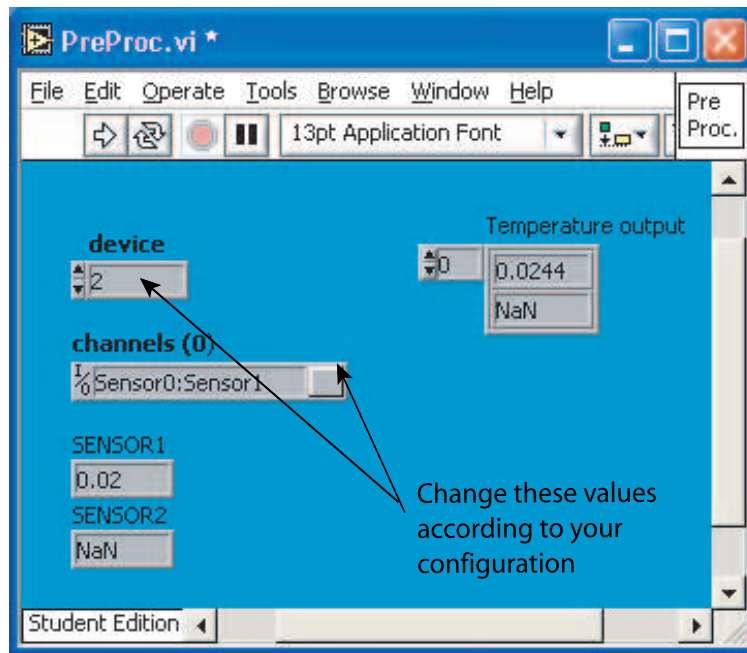 PreProc.vi *
File Edit Operate Tools Browse Window Help
Pre
Proc.
13pt Application Font
Temperature output
device
0
0.0244
2
NaN
channels (0)
I/O Sensor0:Sensor1
SENSOR1
0.02
SENSOR2
NaN
Change these values
according to your
configuration
Student Edition